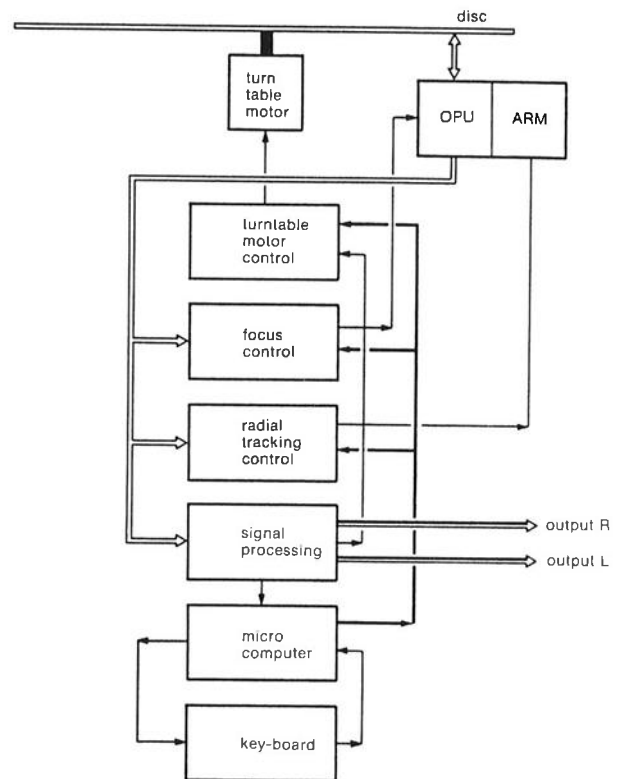 disc
turn
table
motor
OPU
ARM
turntable
motor
control
focus
control
radial
tracking
control
signal
processing
output R
output L
micro
computer
key-board